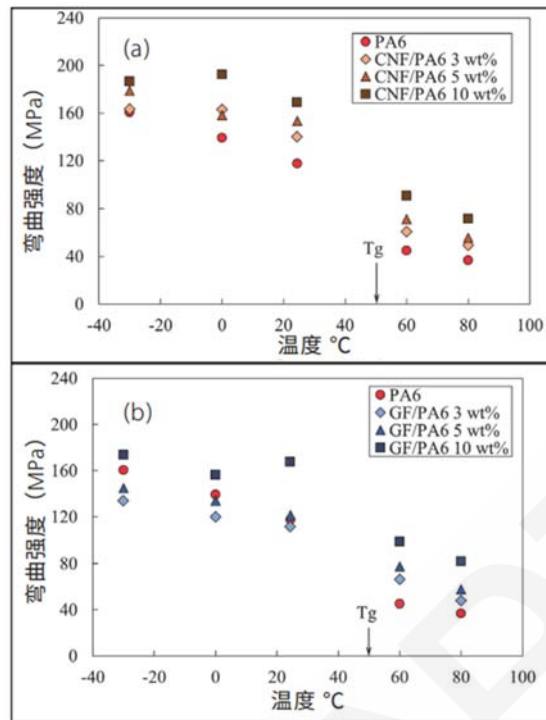 (a)
PA6
CNF/PA6 3 wt%
CNF/PA6 5 wt%
CNF/PA6 10 wt%
弯曲强度（MPa）
240
200
160
120
80
40
0
Tg
-40 -20 0 20 40 60 80 100
温度 °C
(b)
PA6
GF/PA6 3 wt%
GF/PA6 5 wt%
GF/PA6 10 wt%
弯曲强度（MPa）
240
200
160
120
80
40
0
Tg
-40 -20 0 20 40 60 80 100
温度 °C